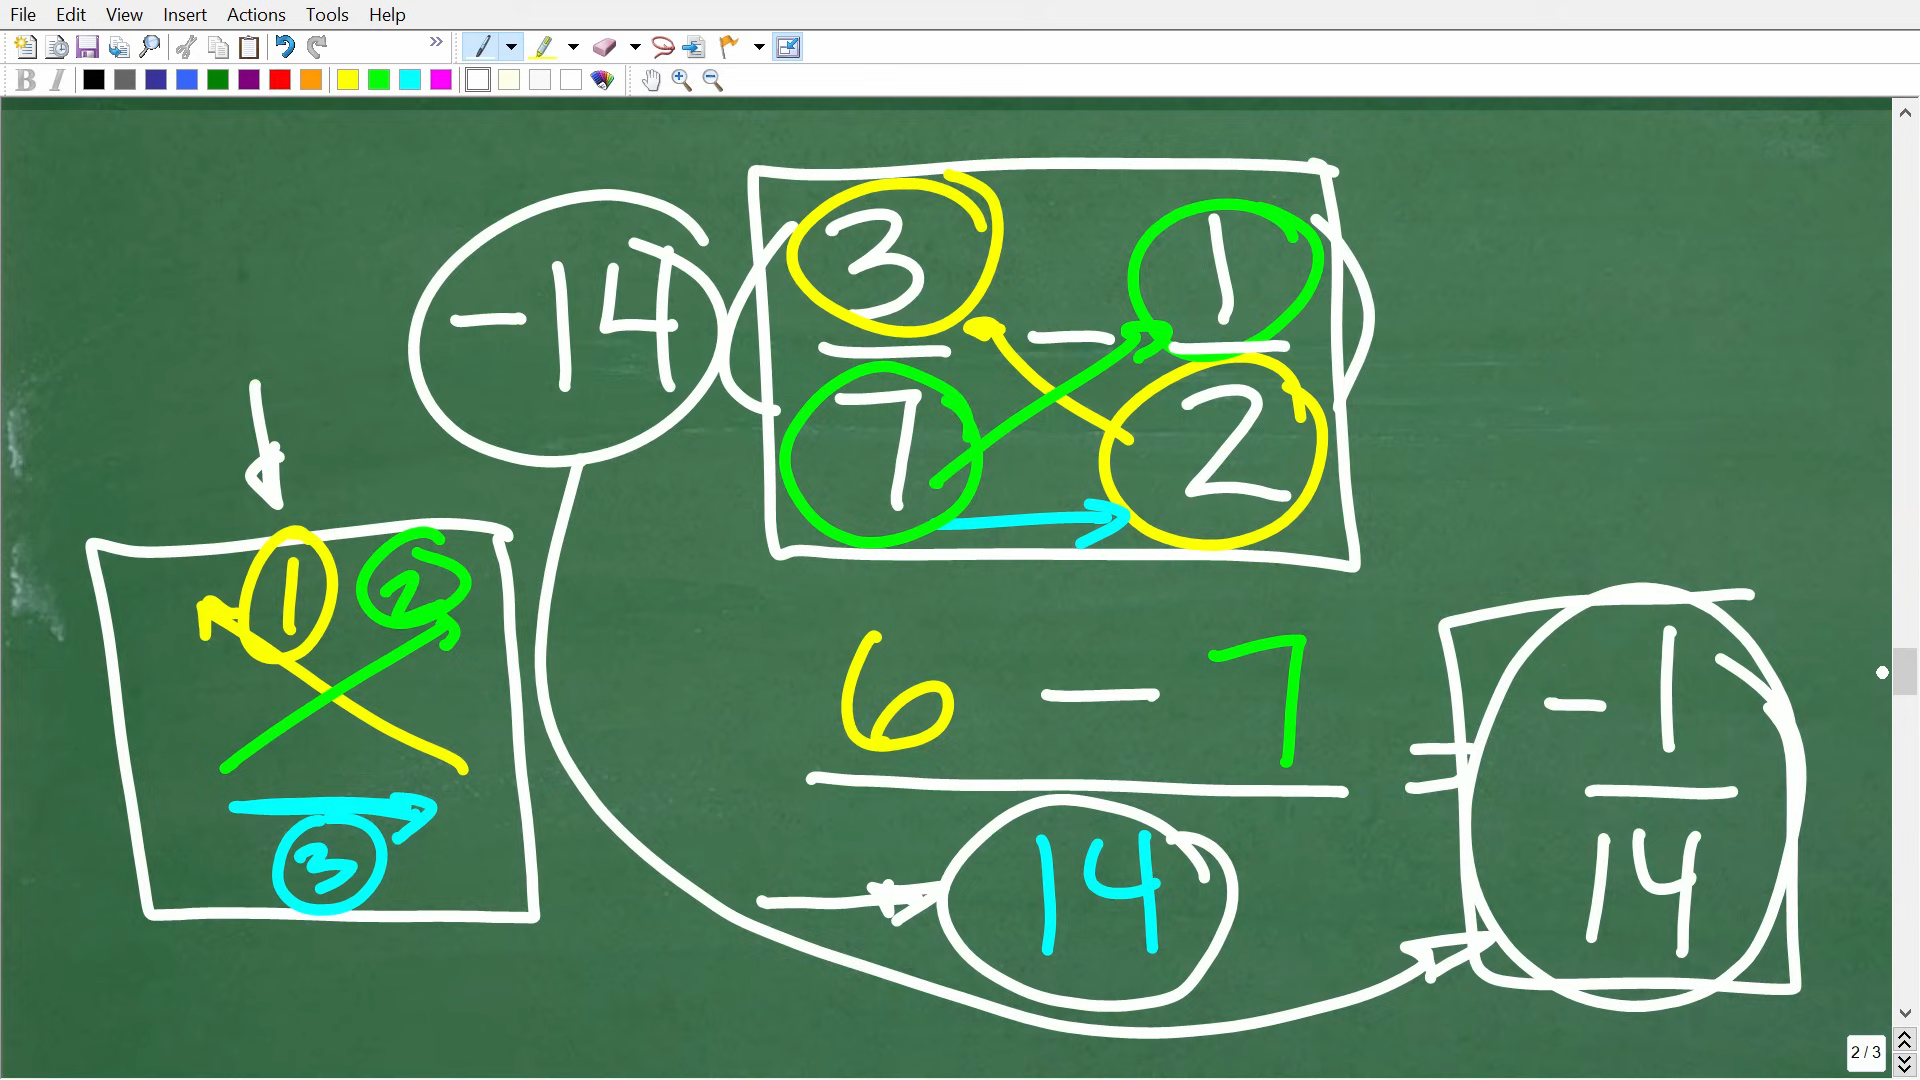 File Edit View Insert Actions Tools Help
B I
-14 ( 3/7 - 1/2 )
1 2
3
6 - 7
14
= -1/14
2 / 3